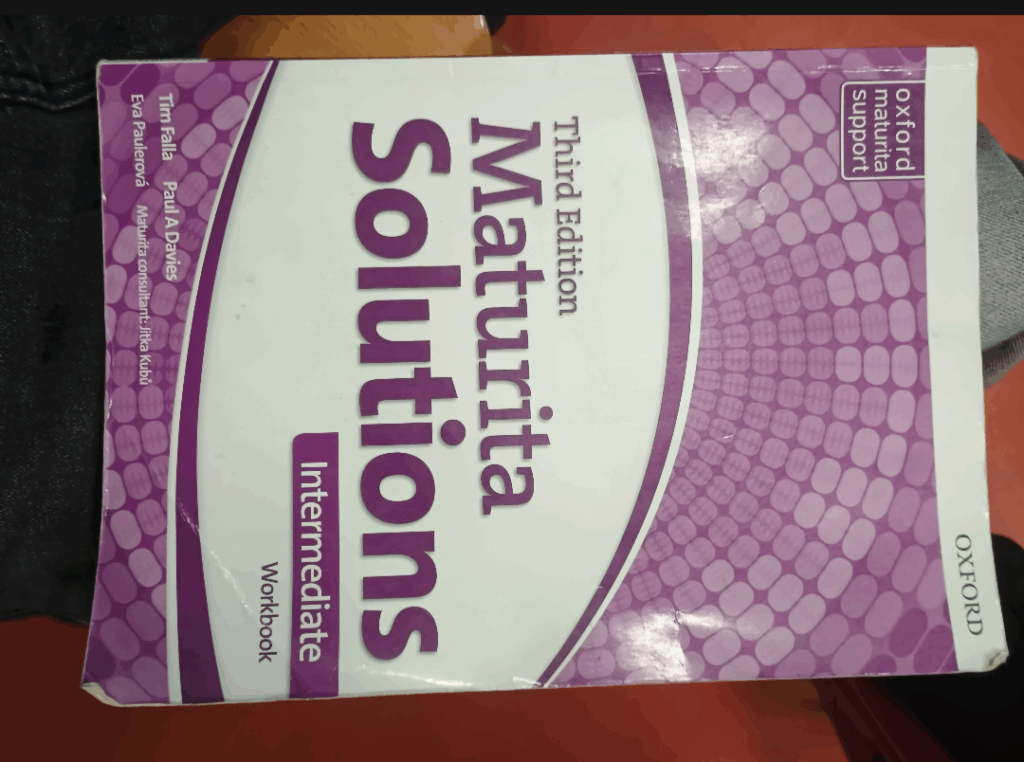 OXFORD
oxford
maturita
support
Third Edition
Maturita
Solutions
Intermediate
Workbook
Tim Falla Paul A Davies
Eva Paulerová Maturita consultant: Jitka Kubů